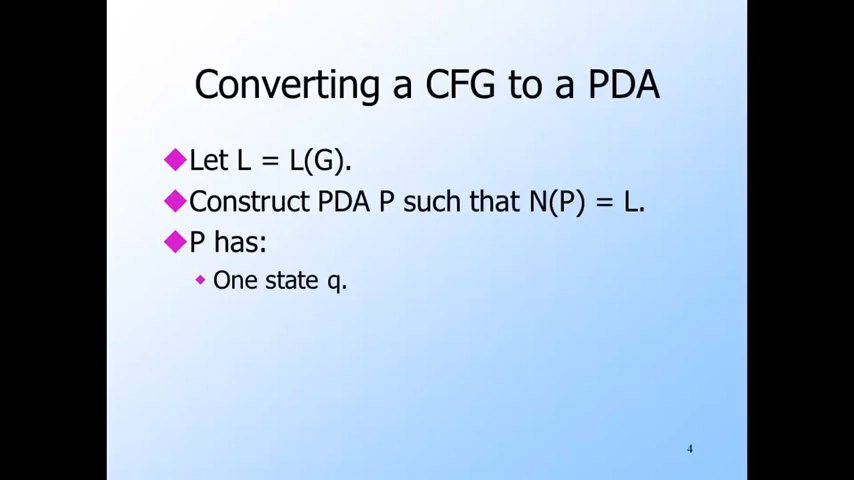 Converting a CFG to a PDA
Let L = L(G).
Construct PDA P such that N(P) = L.
P has:
One state q.
4